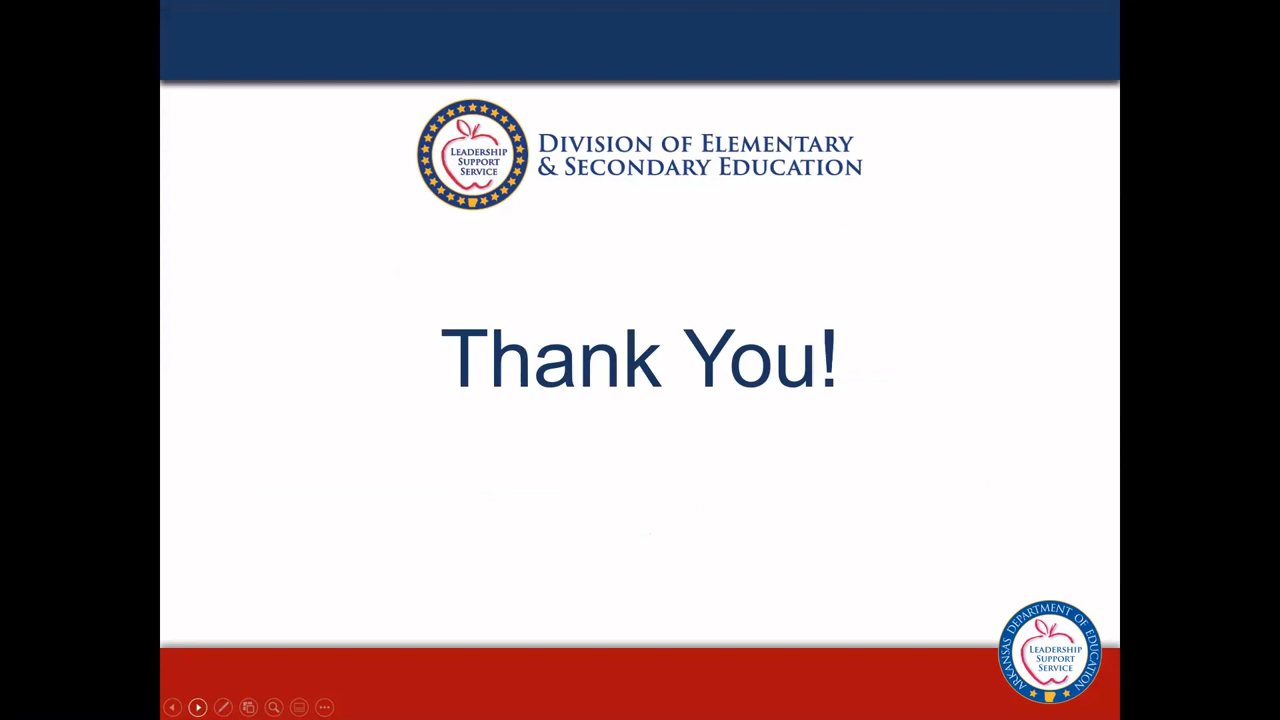 LEADERSHIP
SUPPORT
SERVICE
DIVISION OF ELEMENTARY
& SECONDARY EDUCATION
Thank You!
ARKANSAS DEPARTMENT OF EDUCATION
LEADERSHIP
SUPPORT
SERVICE